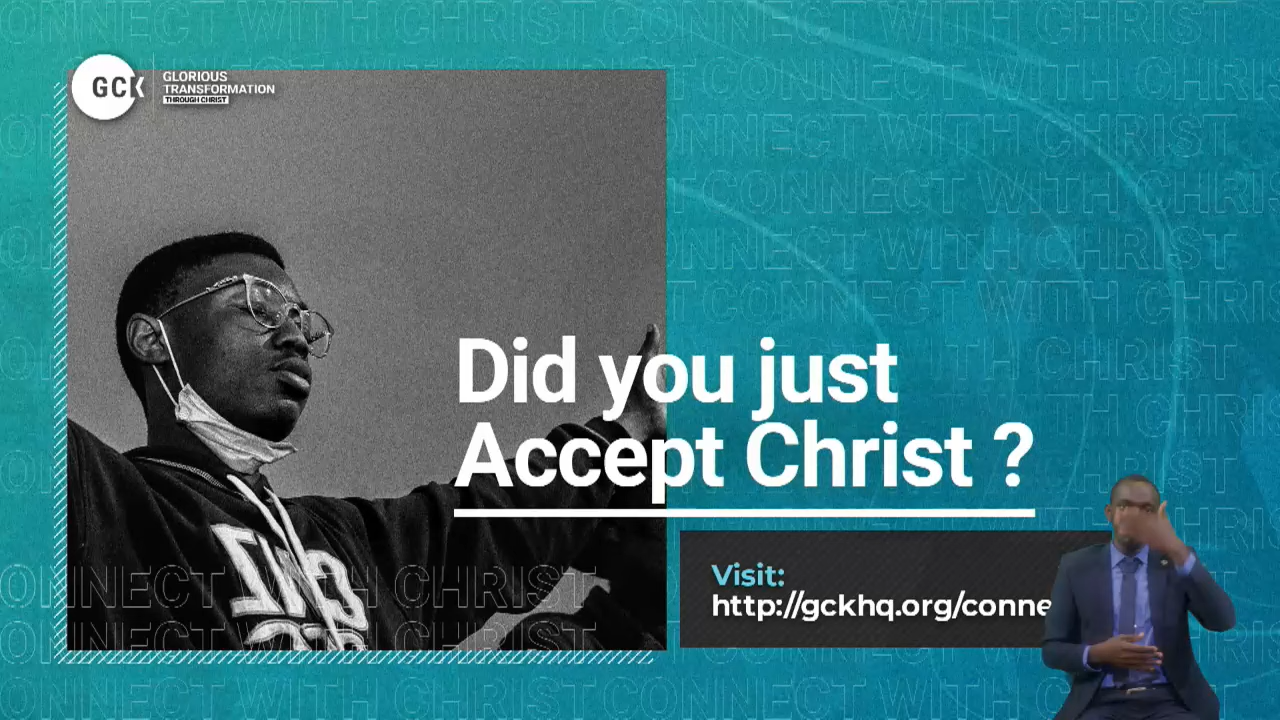 GCK
GLORIOUS
TRANSFORMATION
THROUGH CHRIST
Did you just
Accept Christ ?
Visit:
http://gckhq.org/conne
CONNECT WITH CHRIST